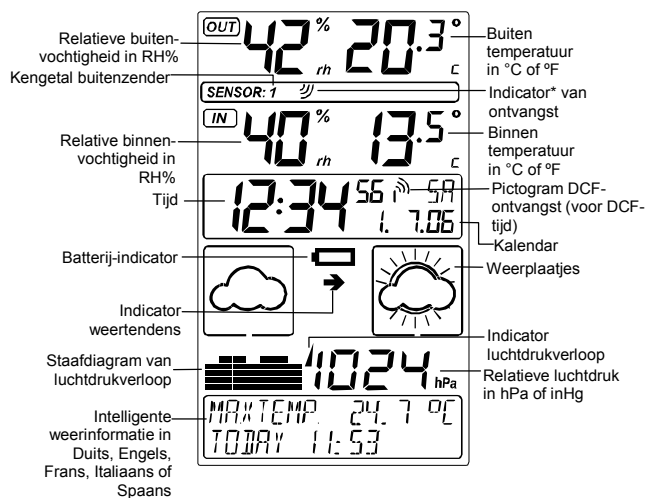 Relatieve buiten-
vochtigheid in RH%
Kengetal buitenzender
Relative binnen-
vochtigheid in
RH%
Tijd
Batterij-indicator
Indicator
weertendens
Staafdiagram van
luchtdrukverloop
Intelligente
weerinformatie in
Duits, Engels,
Frans, Italiaans of
Spaans
OUT 42 % rh 20.3° C
SENSOR: 1
IN 40 % rh 13.5° C
12:34 56 SA
1. 7.06
1024 hPa
MAXTEMP. 24.7 ºC
TODAY 11:53
Buiten
temperatuur
in °C of ºF
Indicator* van
ontvangst
Binnen
temperatuur
in °C of ºF
Pictogram DCF-
ontvangst (voor DCF-
tijd)
Kalendar
Weerplaatjes
Indicator
luchtdrukverloop
Relatieve luchtdruk
in hPa of inHg